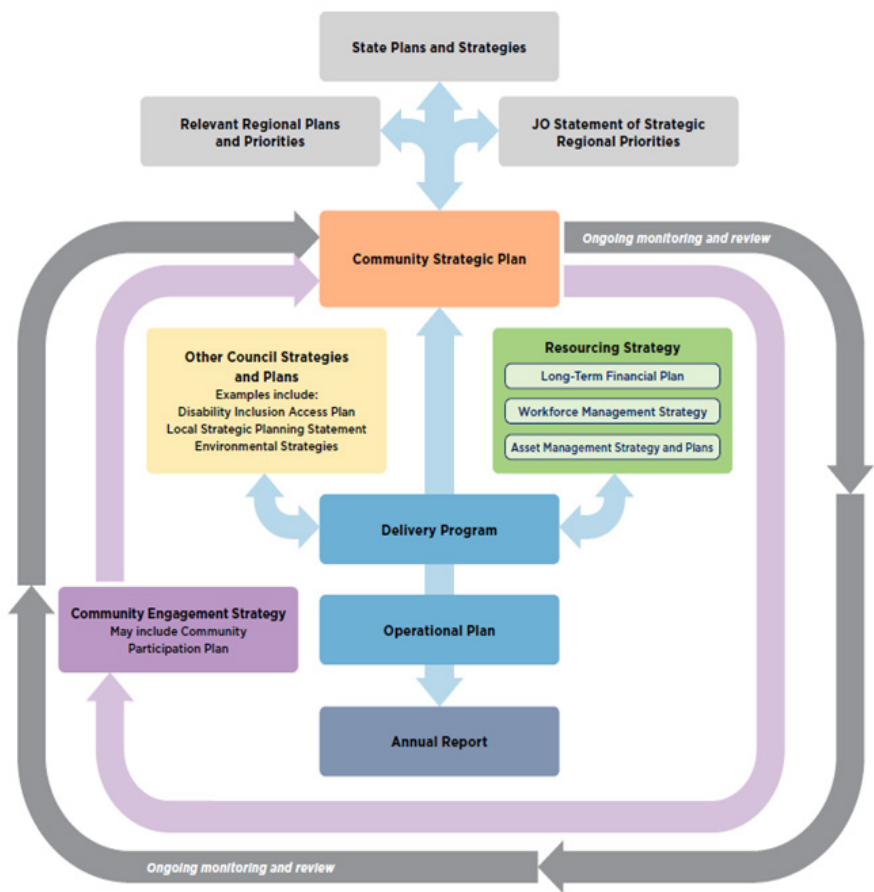 State Plans and Strategies
Relevant Regional Plans
and Priorities
JO Statement of Strategic
Regional Priorities
Community Strategic Plan
Ongoing monitoring and review
Other Council Strategies
and Plans
Examples include:
Disability Inclusion Access Plan
Local Strategic Planning Statement
Environmental Strategies
Resourcing Strategy
Long-Term Financial Plan
Workforce Management Strategy
Asset Management Strategy and Plans
Delivery Program
Community Engagement Strategy
May include Community
Participation Plan
Operational Plan
Annual Report
Ongoing monitoring and review